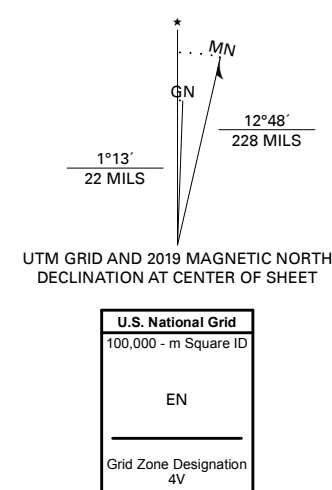 ★
MN
GN
12°48´
228 MILS
1°13´
22 MILS
UTM GRID AND 2019 MAGNETIC NORTH
DECLINATION AT CENTER OF SHEET
U.S. National Grid
100,000 - m Square ID
EN
Grid Zone Designation
4V